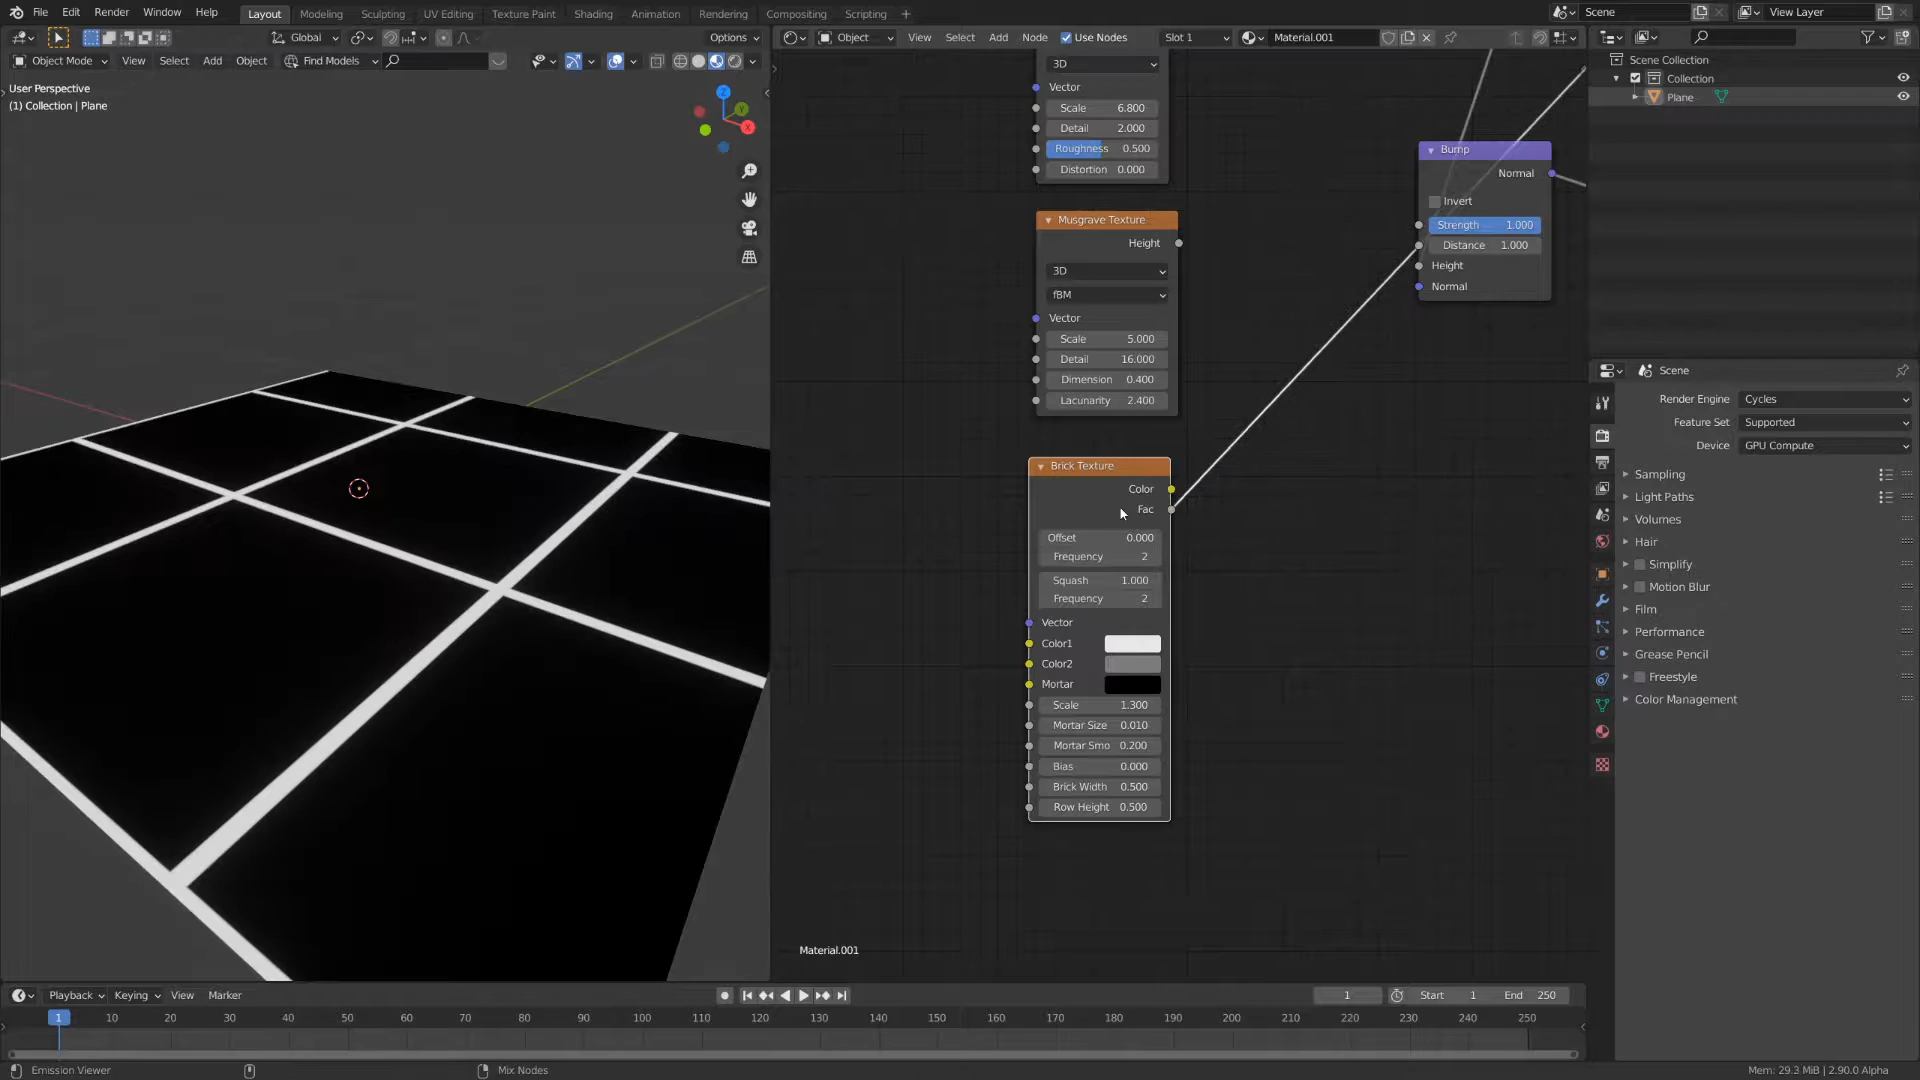 File Edit Render Window Help Layout Modeling Sculpting UV Editing Texture Paint Shading Animation Rendering Compositing Scripting + Scene View Layer
Global Options Object View Select Add Node Use Nodes Slot 1 Material.001
Object Mode View Select Add Object Find Models
User Perspective
(1) Collection | Plane
Z
Y
X
3D
Vector
Scale 6.800
Detail 2.000
Roughness 0.500
Distortion 0.000
Musgrave Texture
Height
3D
fBM
Vector
Scale 5.000
Detail 16.000
Dimension 0.400
Lacunarity 2.400
Brick Texture
Color
Fac
Offset 0.000
Frequency 2
Squash 1.000
Frequency 2
Vector
Color1
Color2
Mortar
Scale 1.300
Mortar Size 0.010
Mortar Smo 0.200
Bias 0.000
Brick Width 0.500
Row Height 0.500
Bump
Normal
Invert
Strength 1.000
Distance 1.000
Height
Normal
Material.001
Scene Collection
Collection
Plane
Scene
Render Engine Cycles
Feature Set Supported
Device GPU Compute
Sampling
Light Paths
Volumes
Hair
Simplify
Motion Blur
Film
Performance
Grease Pencil
Freestyle
Color Management
Playback Keying View Marker 1 Start 1 End 250
1 10 20 30 40 50 60 70 80 90 100 110 120 130 140 150 160 170 180 190 200 210 220 230 240 250
Emission Viewer Mix Nodes Mem: 29.3 MiB | 2.90.0 Alpha